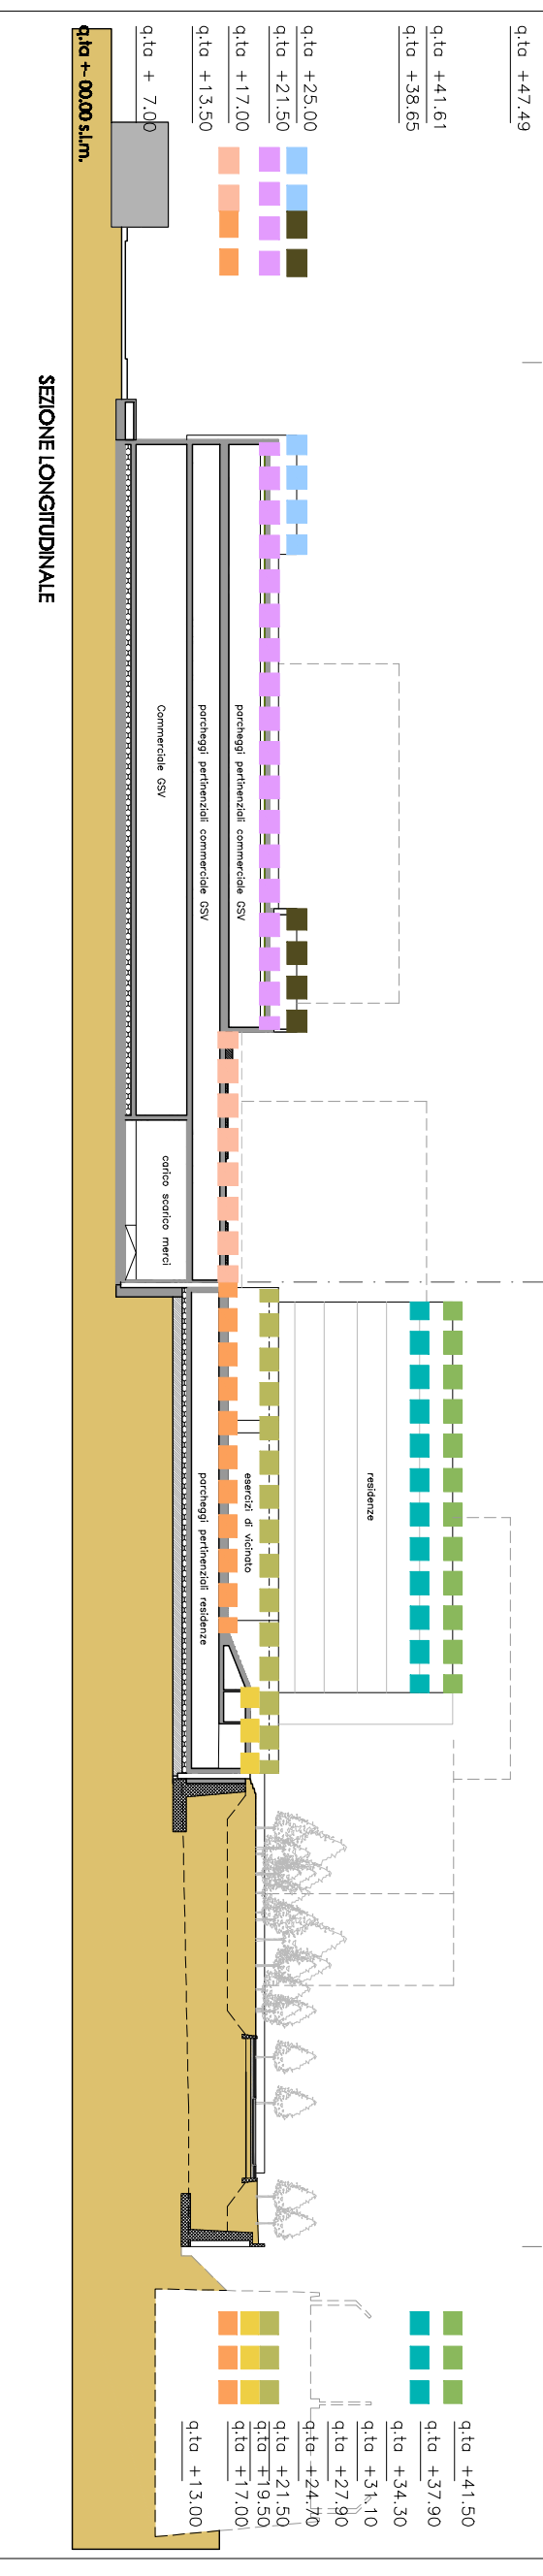 q.ta +47.49
q.ta +41.61
q.ta +38.65
q.ta +25.00
q.ta +21.50
q.ta +17.00
q.ta +13.50
q.ta + 7.00
q.ta +- 00.00 s.l.m.
parcheggi pertinenziali commerciale GSV
parcheggi pertinenziali commerciale GSV
Commerciale GSV
carico scarico merci
residenze
esercizi di vicinato
parcheggi pertinenziali residenze
q.ta +41.50
q.ta +37.90
q.ta +34.30
q.ta +31.10
q.ta +27.90
q.ta +24.70
q.ta +21.50
q.ta +19.50
q.ta +17.00
q.ta +13.00
SEZIONE LONGITUDINALE